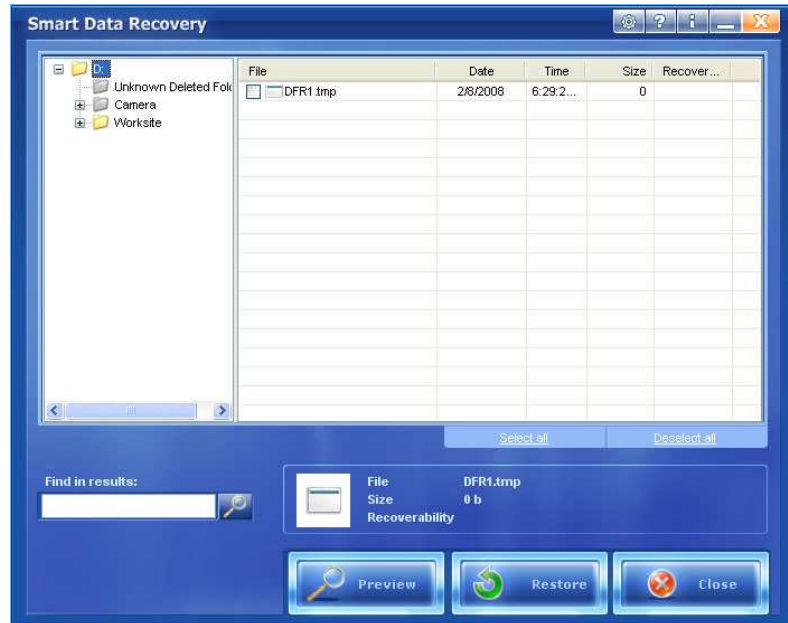 Smart Data Recovery
D:
Unknown Deleted Fol
Camera
Worksite
File Date Time Size Recover...
DFR1.tmp 2/8/2008 6:29:2... 0
Select all Deselect all
Find in results:
File DFR1.tmp
Size 0 b
Recoverability
Preview Restore Close